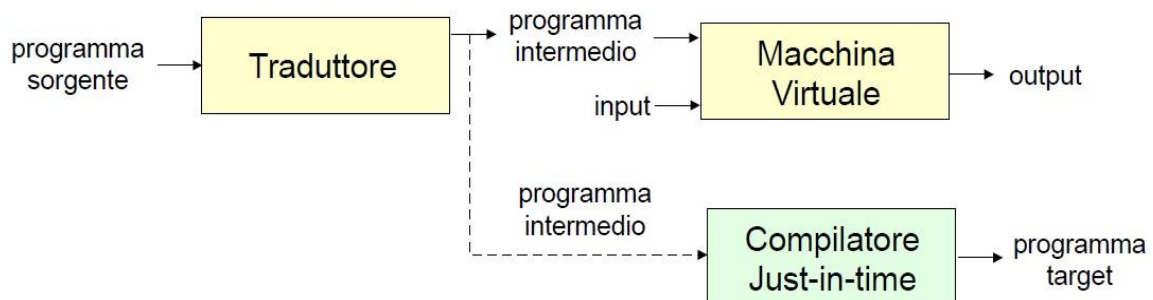 programma
sorgente
Traduttore
programma
intermedio
input
Macchina
Virtuale
output
programma
intermedio
Compilatore
Just-in-time
programma
target